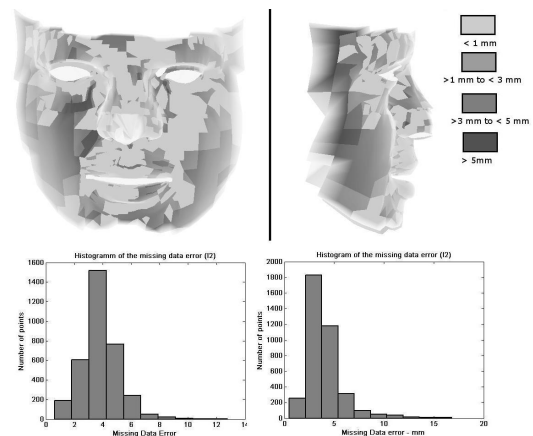 < 1 mm
>1 mm to < 3 mm
>3 mm to < 5 mm
> 5mm
Histogramm of the missing data error (I2)
Number of points
1600
1400
1200
1000
800
600
400
200
0
0 2 4 6 8 10 12 14
Missing Data Error
Histogram of the missing data error (I2)
Number of points
2000
1800
1600
1400
1200
1000
800
600
400
200
0
0 5 10 15 20
Missing Data error - mm